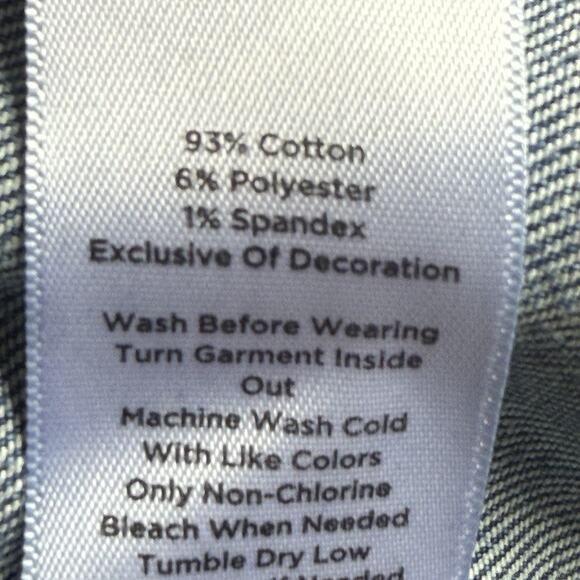 93% Cotton
6% Polyester
1% Spandex
Exclusive Of Decoration
Wash Before Wearing
Turn Garment Inside
Out
Machine Wash Cold
With Like Colors
Only Non-Chlorine
Bleach When Needed
Tumble Dry Low
Needed